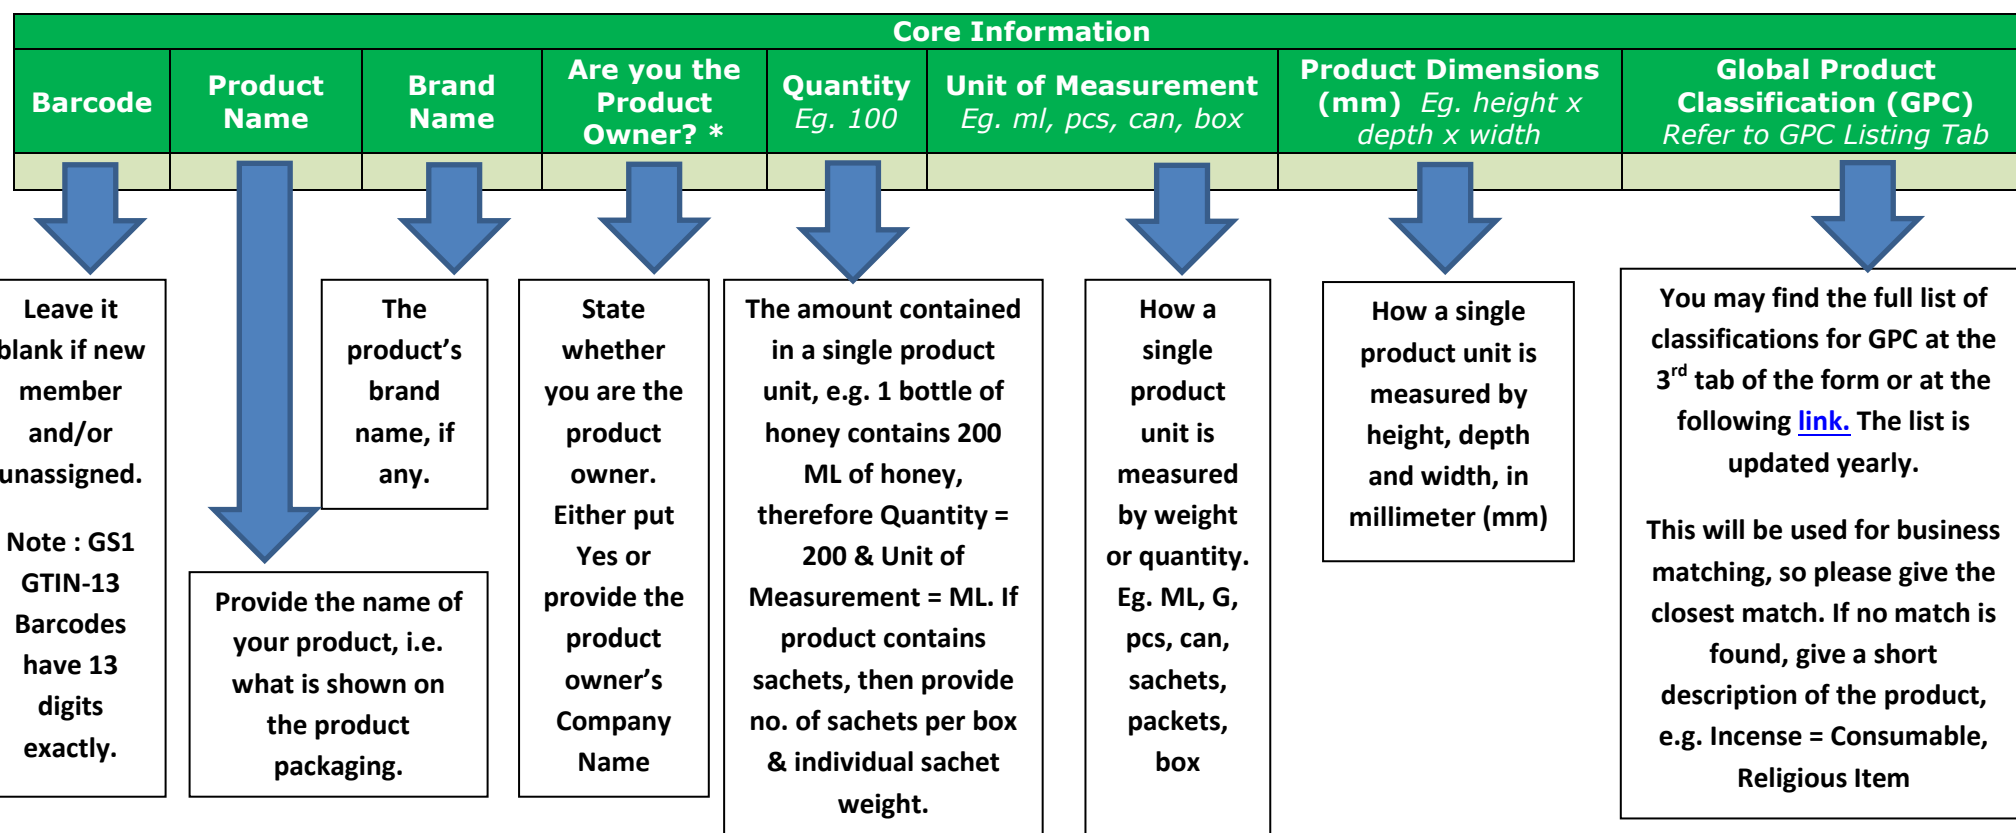 Core Information
Barcode
Product
Name
Brand
Name
Are you the
Product
Owner? *
Quantity
Eg. 100
Unit of Measurement
Eg. ml, pcs, can, box
Product Dimensions
(mm) Eg. height x
depth x width
Global Product
Classification (GPC)
Refer to GPC Listing Tab
Leave it
blank if new
member
and/or
unassigned.
Note : GS1
GTIN-13
Barcodes
have 13
digits
exactly.
Provide the name of
your product, i.e.
what is shown on
the product
packaging.
The
product’s
brand
name, if
any.
State
whether
you are the
product
owner.
Either put
Yes or
provide the
product
owner’s
Company
Name
The amount contained
in a single product
unit, e.g. 1 bottle of
honey contains 200
ML of honey,
therefore Quantity =
200 & Unit of
Measurement = ML. If
product contains
sachets, then provide
no. of sachets per box
& individual sachet
weight.
How a
single
product
unit is
measured
by weight
or quantity.
Eg. ML, G,
pcs, can,
sachets,
packets,
box
How a single
product unit is
measured by
height, depth
and width, in
millimeter (mm)
You may find the full list of
classifications for GPC at the
3rd tab of the form or at the
following link. The list is
updated yearly.
This will be used for business
matching, so please give the
closest match. If no match is
found, give a short
description of the product,
e.g. Incense = Consumable,
Religious Item